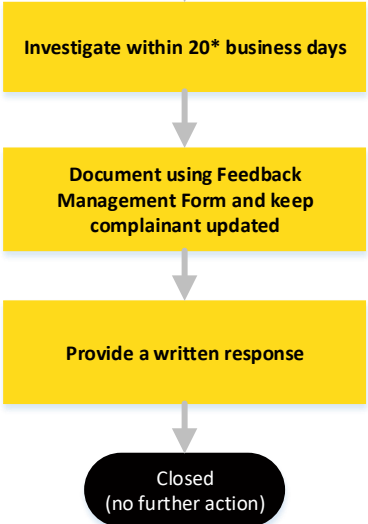 Investigate within 20* business days
Document using Feedback
Management Form and keep
complainant updated
Provide a written response
Closed
(no further action)